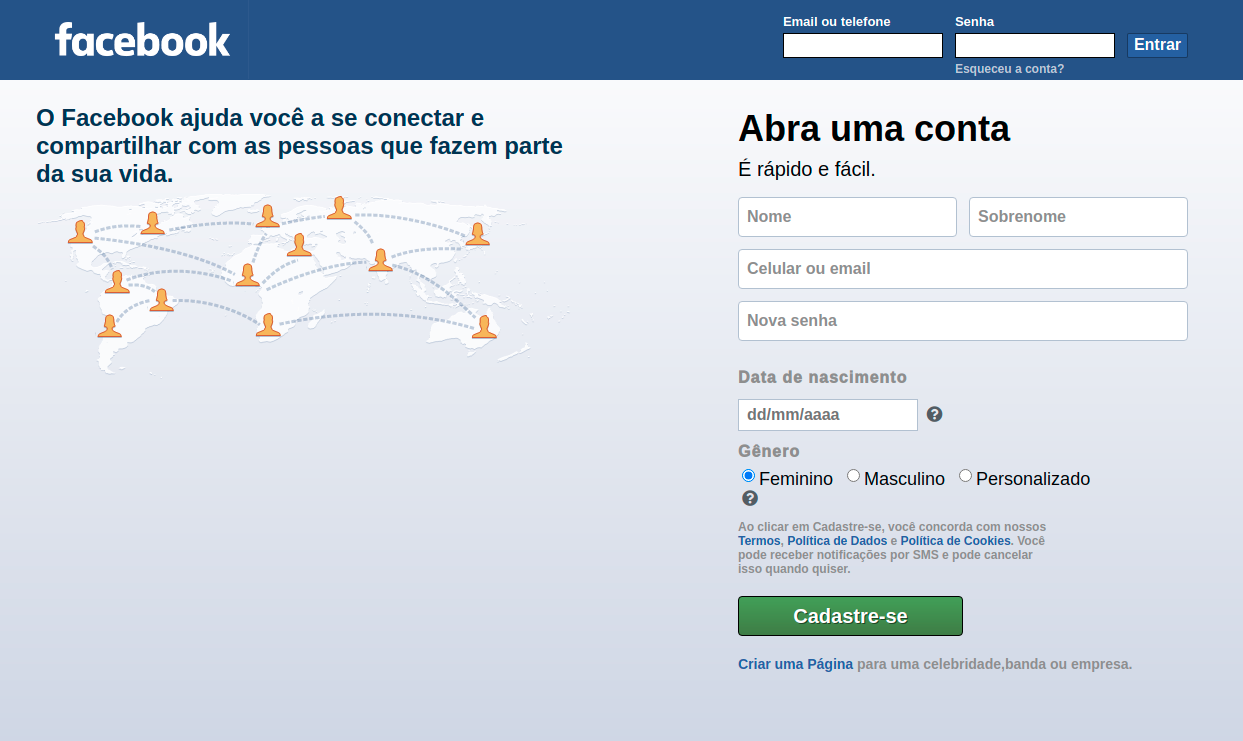 facebook
Email ou telefone
Senha
Entrar
Esqueceu a conta?
O Facebook ajuda você a se conectar e
compartilhar com as pessoas que fazem parte
da sua vida.
Abra uma conta
É rápido e fácil.
Nome
Sobrenome
Celular ou email
Nova senha
Data de nascimento
dd/mm/aaaa
?
Gênero
Feminino
Masculino
Personalizado
?
Ao clicar em Cadastre-se, você concorda com nossos
Termos, Política de Dados e Política de Cookies. Você
pode receber notificações por SMS e pode cancelar
isso quando quiser.
Cadastre-se
Criar uma Página para uma celebridade,banda ou empresa.